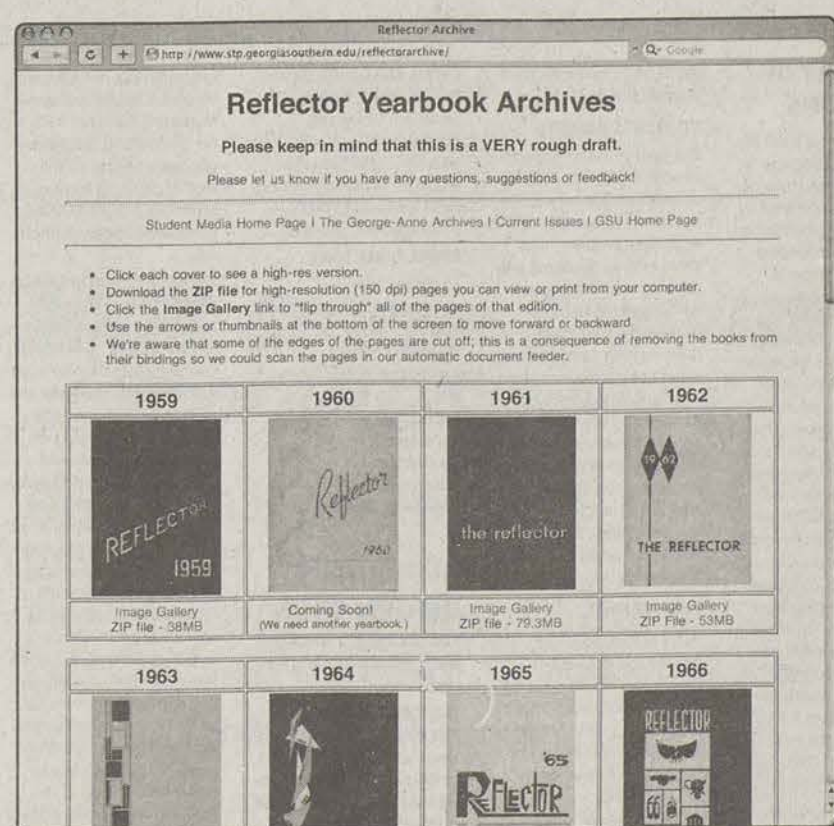 Reflector Archive
http://www.stp.georgiasouthern.edu/reflectorarchive/
Q- Google
Reflector Yearbook Archives
Please keep in mind that this is a VERY rough draft.
Please let us know if you have any questions, suggestions or feedback!
Student Media Home Page | The George-Anne Archives | Current Issues | GSU Home Page
• Click each cover to see a high-res version.
• Download the ZIP file for high-resolution (150 dpi) pages you can view or print from your computer.
• Click the Image Gallery link to "flip through" all of the pages of that edition.
• Use the arrows or thumbnails at the bottom of the screen to move forward or backward
• We're aware that some of the edges of the pages are cut off; this is a consequence of removing the books from
their bindings so we could scan the pages in our automatic document feeder.
1959 1960 1961 1962
REFLECTOR
1959
Reflector
1960
the reflector
19 62
THE REFLECTOR
Image Gallery
ZIP file - 38MB
Coming Soon!
(We need another yearbook.)
Image Gallery
ZIP file - 79.3MB
Image Gallery
ZIP File - 53MB
1963 1964 1965 1966
'65
REFLECTOR
REFLECTOR
66